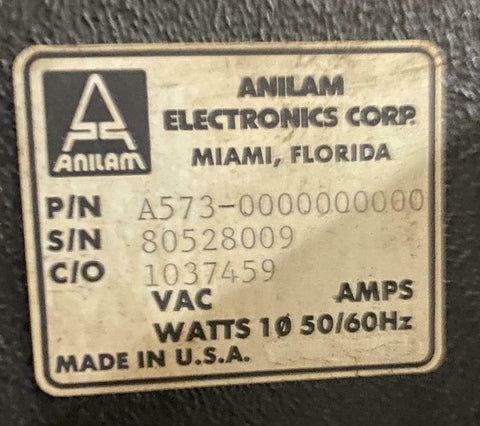 ANILAM
ANILAM
ELECTRONICS CORP.
MIAMI, FLORIDA
P/N A573-0000000000
S/N 80528009
C/O 1037459
VAC AMPS
WATTS 1Ø 50/60Hz
MADE IN U.S.A.